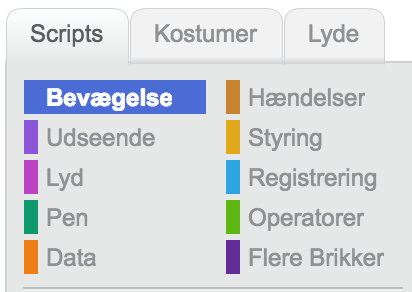 Scripts Kostumer Lyde
Bevægelse Hændelser
Udseende Styring
Lyd Registrering
Pen Operatorer
Data Flere Brikker